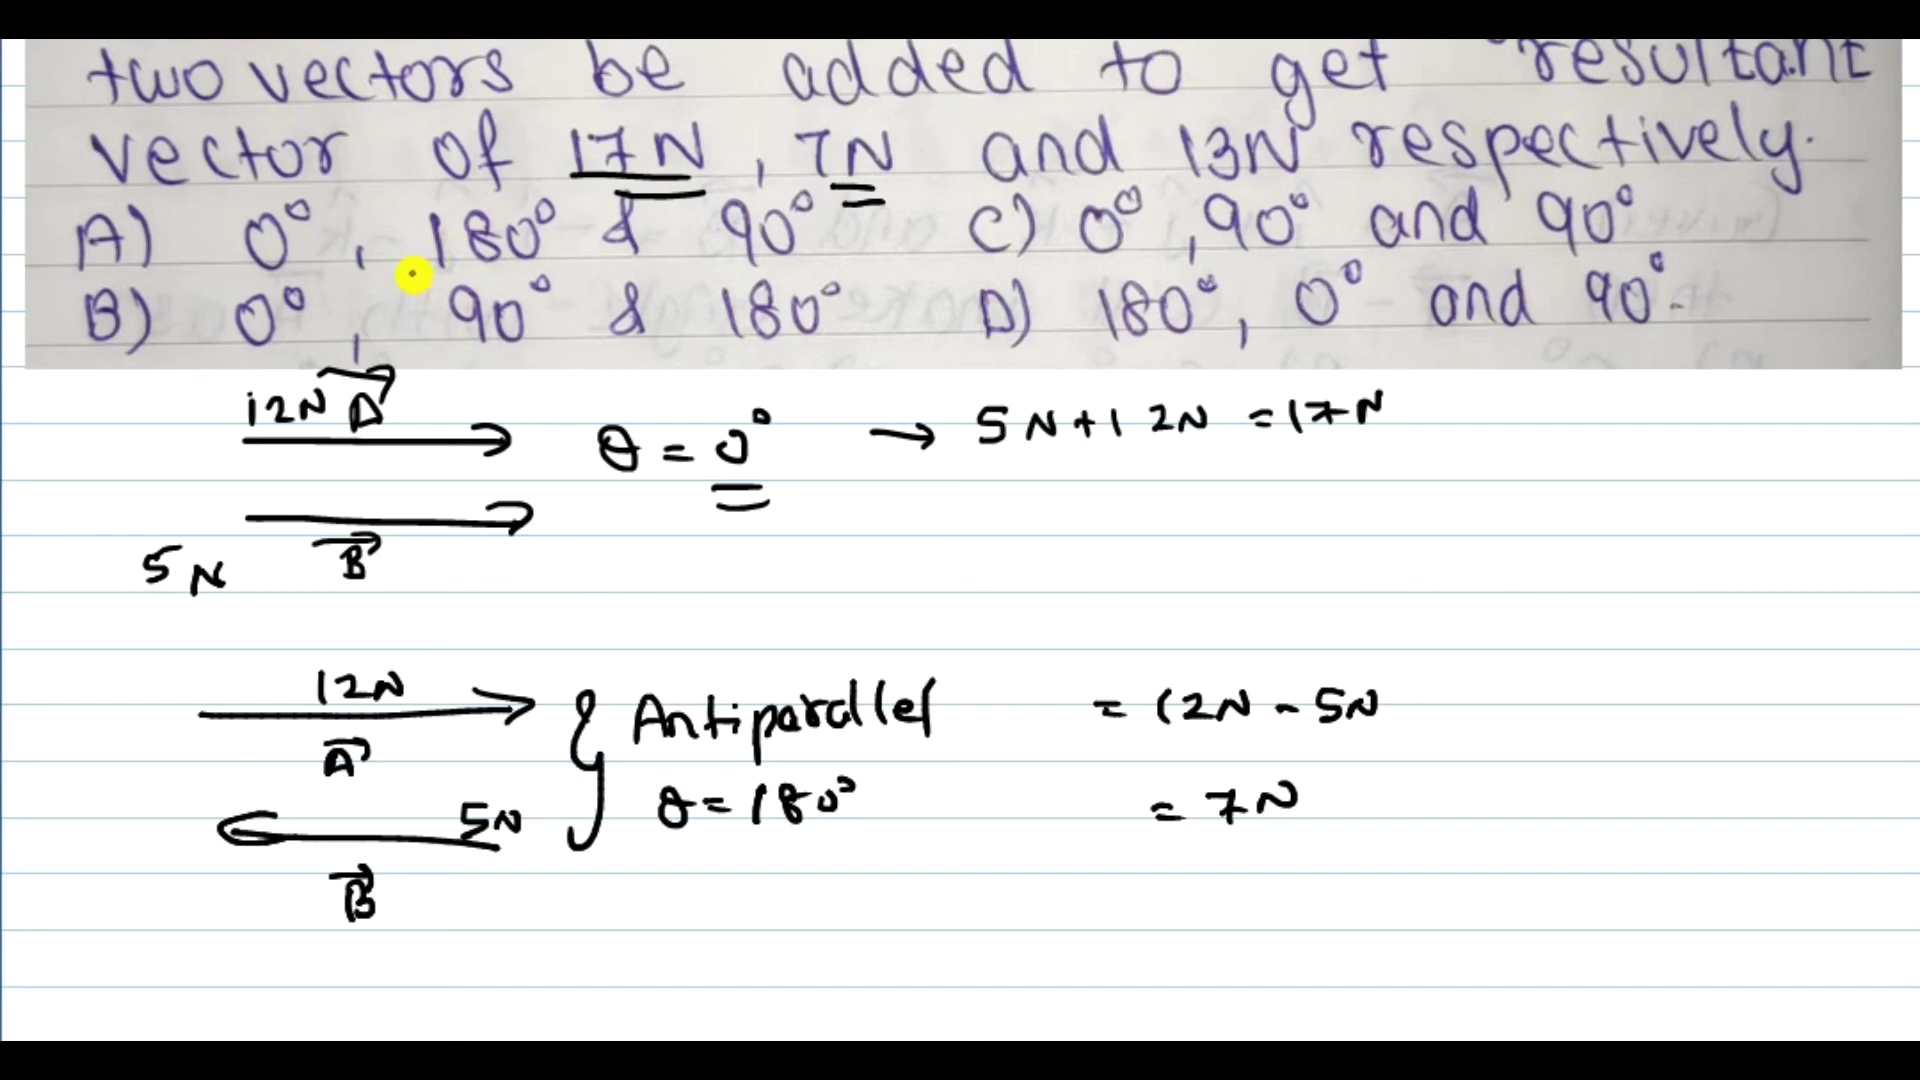 two vectors be added to get resultant
vector of 17N, 7N and 13N respectively.
A) 0°, 180° & 90° C) 0°, 90° and 90°
B) 0°, 90° & 180° D) 180°, 0° and 90°.
12N A θ = 0° → 5N + 12N = 17N
5N B
12N
A
Antiparallel = 12N - 5N
θ = 180° = 7N
5N
B